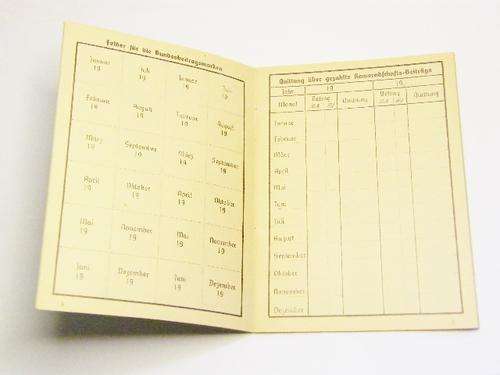 Felder für die Bundesbeitragsmarken
Januar 19 Juli 19 Januar 19 Juli 19
Februar 19 August 19 Februar 19 August 19
März 19 September 19 März 19 September 19
April 19 Oktober 19 April 19 Oktober 19
Mai 19 November 19 Mai 19 November 19
Juni 19 Dezember 19 Juni 19 Dezember 19
Quittung über gezahlte Kameradschafts-Beiträge
Jahr 19 19
Monat Betrag Quittung Betrag Quittung
Januar
Februar
März
April
Mai
Juni
Juli
August
September
Oktober
November
Dezember